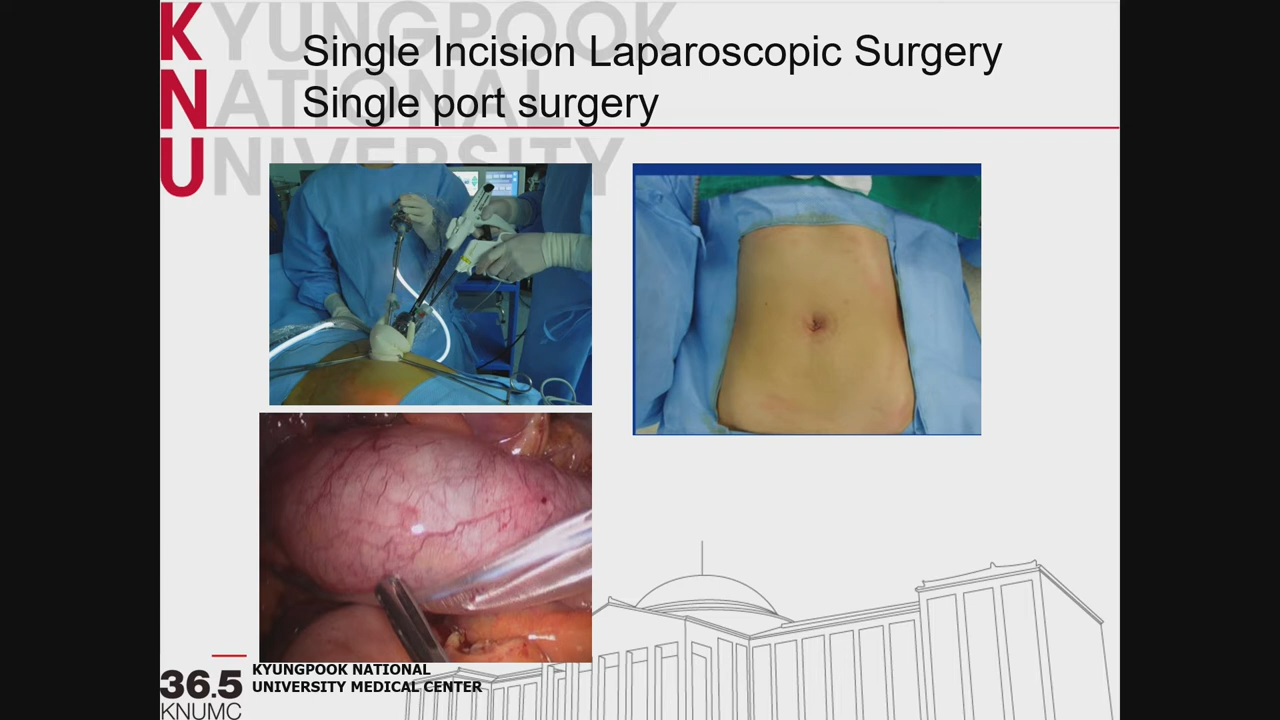 KYUNGPOOK
NATIONAL
UNIVERSITY
Single Incision Laparoscopic Surgery
Single port surgery
KYUNGPOOK NATIONAL
UNIVERSITY MEDICAL CENTER
36.5
KNUMC